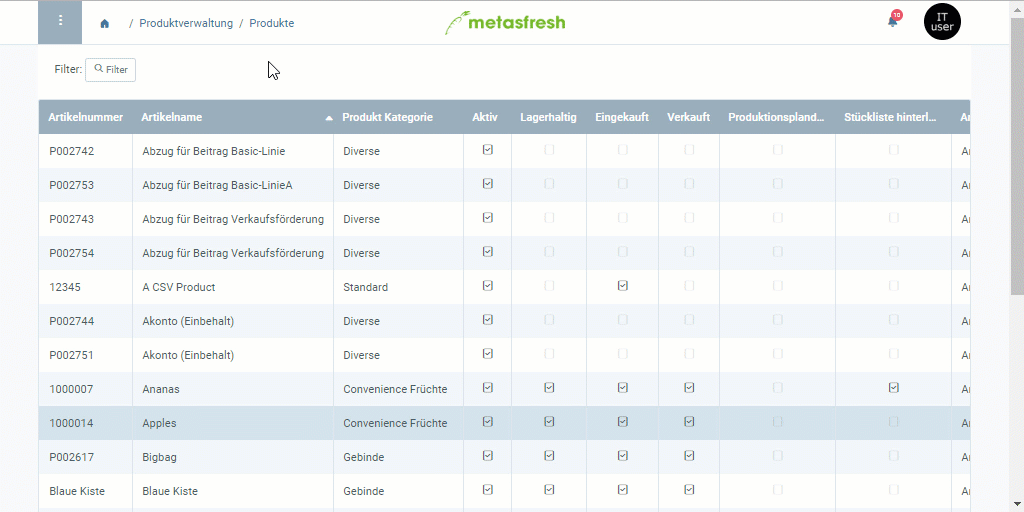 / Produktverwaltung / Produkte metasfresh 10 IT user
Filter: Filter
Artikelnummer Artikelname Produkt Kategorie Aktiv Lagerhaltig Eingekauft Verkauft Produktionspland... Stückliste hinterl... A
P002742 Abzug für Beitrag Basic-Linie Diverse A
P002753 Abzug für Beitrag Basic-LinieA Diverse A
P002743 Abzug für Beitrag Verkaufsförderung Diverse A
P002754 Abzug für Beitrag Verkaufsförderung Diverse A
12345 A CSV Product Standard A
P002744 Akonto (Einbehalt) Diverse A
P002751 Akonto (Einbehalt) Diverse A
1000007 Ananas Convenience Früchte A
1000014 Apples Convenience Früchte A
P002617 Bigbag Gebinde A
Blaue Kiste Blaue Kiste Gebinde A